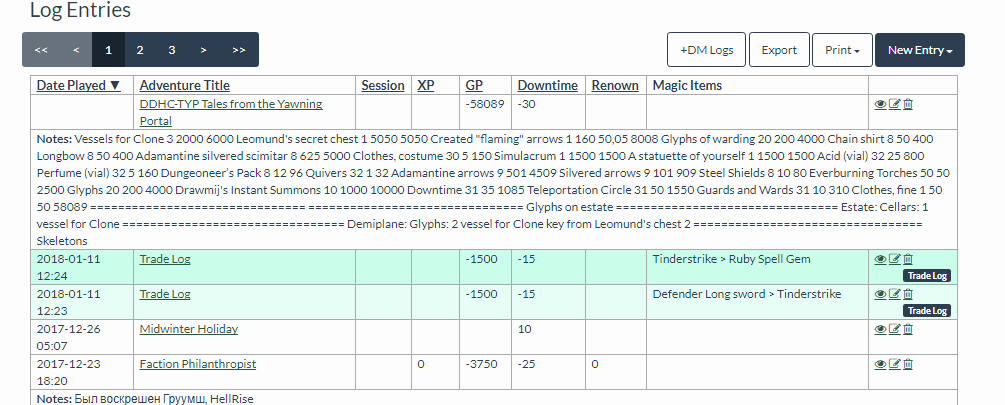 Log Entries
<< < 1 2 3 > >> +DM Logs Export Print New Entry
Date Played ▼ Adventure Title Session XP GP Downtime Renown Magic Items
DDHC-TYP Tales from the Yawning -58089 -30
Portal
Notes: Vessels for Clone 3 2000 6000 Leomund's secret chest 1 5050 5050 Created "flaming" arrows 1 160 50,05 8008 Glyphs of warding 20 200 4000 Chain shirt 8 50 400
Longbow 8 50 400 Adamantine silvered scimitar 8 625 5000 Clothes, costume 30 5 150 Simulacrum 1 1500 1500 A statuette of yourself 1 1500 1500 Acid (vial) 32 25 800
Perfume (vial) 32 5 160 Dungeoneer's Pack 8 12 96 Quivers 32 1 32 Adamantine arrows 9 501 4509 Silvered arrows 9 101 909 Steel Shields 8 10 80 Everburning Torches 50 50
2500 Glyphs 20 200 4000 Drawmij's Instant Summons 10 1000 10000 Downtime 31 35 1085 Teleportation Circle 31 50 1550 Guards and Wards 31 10 310 Clothes, fine 1 50
50 58089 ================================ ================================ Glyphs on estate ================================ Estate: Cellars: 1
vessel for Clone ================================ Demiplane: Glyphs: 2 vessel for Clone key from Leomund's chest 2 ================================
Skeletons
2018-01-11 Trade Log -1500 -15 Tinderstrike > Ruby Spell Gem
12:24 Trade Log
2018-01-11 Trade Log -1500 -15 Defender Long sword > Tinderstrike
12:23 Trade Log
2017-12-26 Midwinter Holiday 10
05:07
2017-12-23 Faction Philanthropist 0 -3750 -25 0
18:20
Notes: Был воскрешен Груумш, HellRise